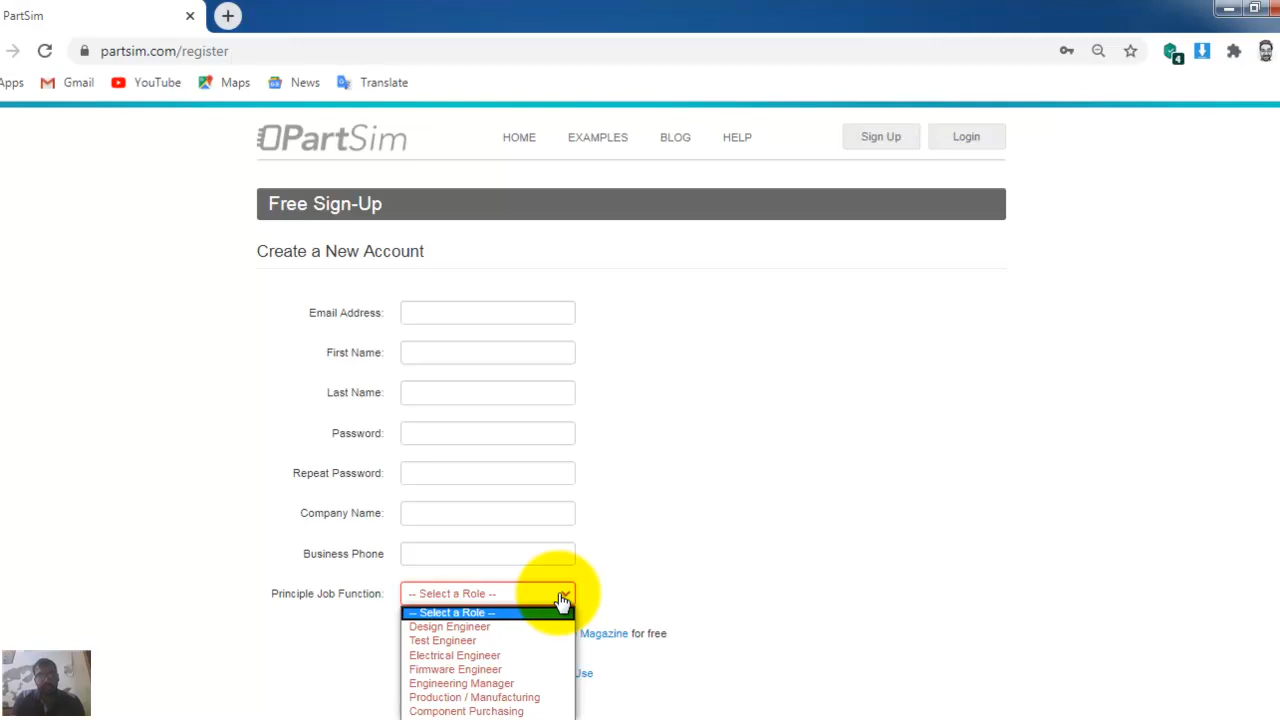 PartSim
partsim.com/register
4
Apps Gmail YouTube Maps News Translate
PartSim HOME EXAMPLES BLOG HELP Sign Up Login
Free Sign-Up
Create a New Account
Email Address:
First Name:
Last Name:
Password:
Repeat Password:
Company Name:
Business Phone
Principle Job Function: -- Select a Role --
-- Select a Role --
Design Engineer
Test Engineer
Magazine for free
Electrical Engineer
Firmware Engineer
Use
Engineering Manager
Production / Manufacturing
Component Purchasing